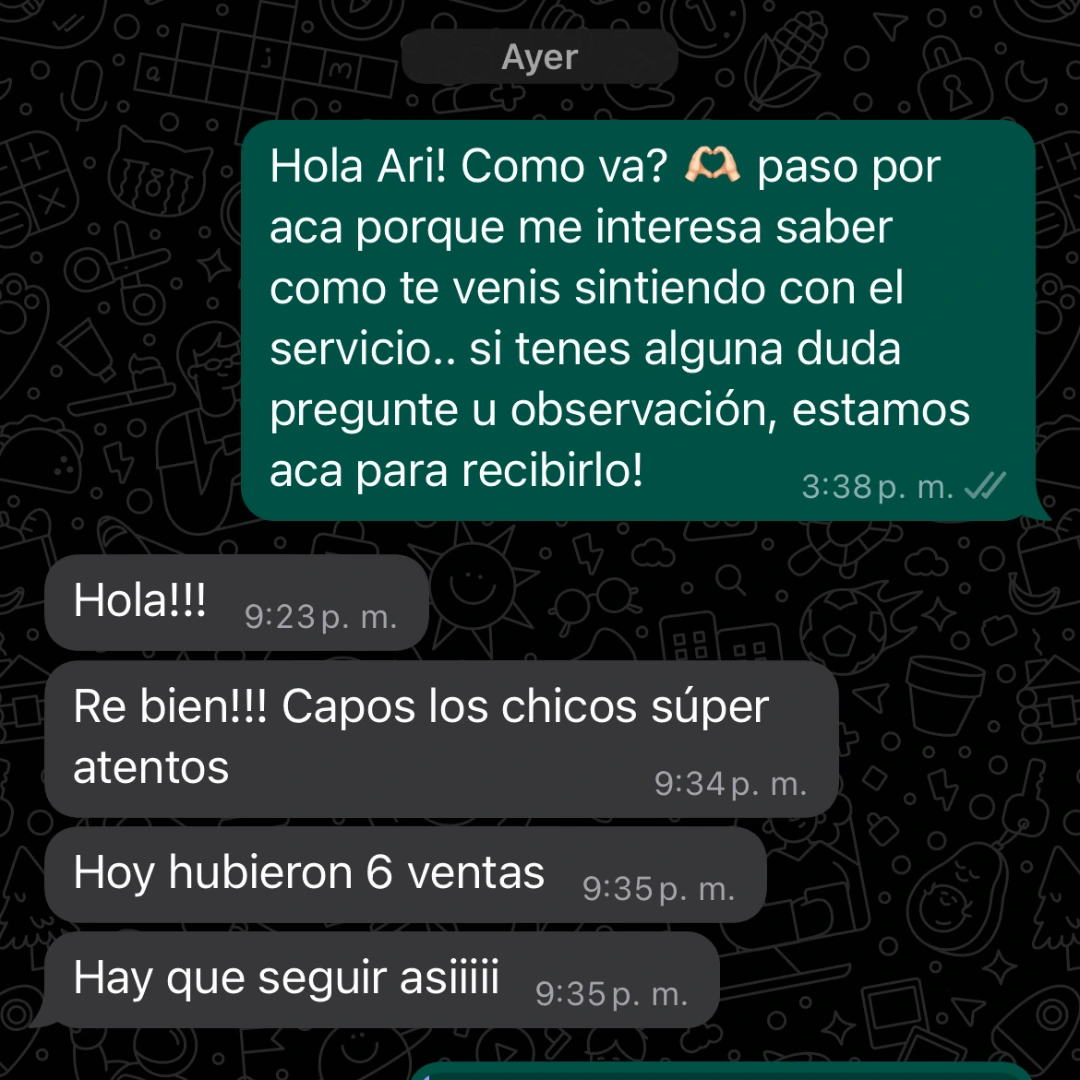 Ayer
Hola Ari! Como va? 🫶🏻 paso por
aca porque me interesa saber
como te venis sintiendo con el
servicio.. si tenes alguna duda
pregunte u observación, estamos
aca para recibirlo!
3:38 p. m.
Hola!!!
9:23 p. m.
Re bien!!! Capos los chicos súper
atentos
9:34 p. m.
Hoy hubieron 6 ventas
9:35 p. m.
Hay que seguir asiiiii
9:35 p. m.